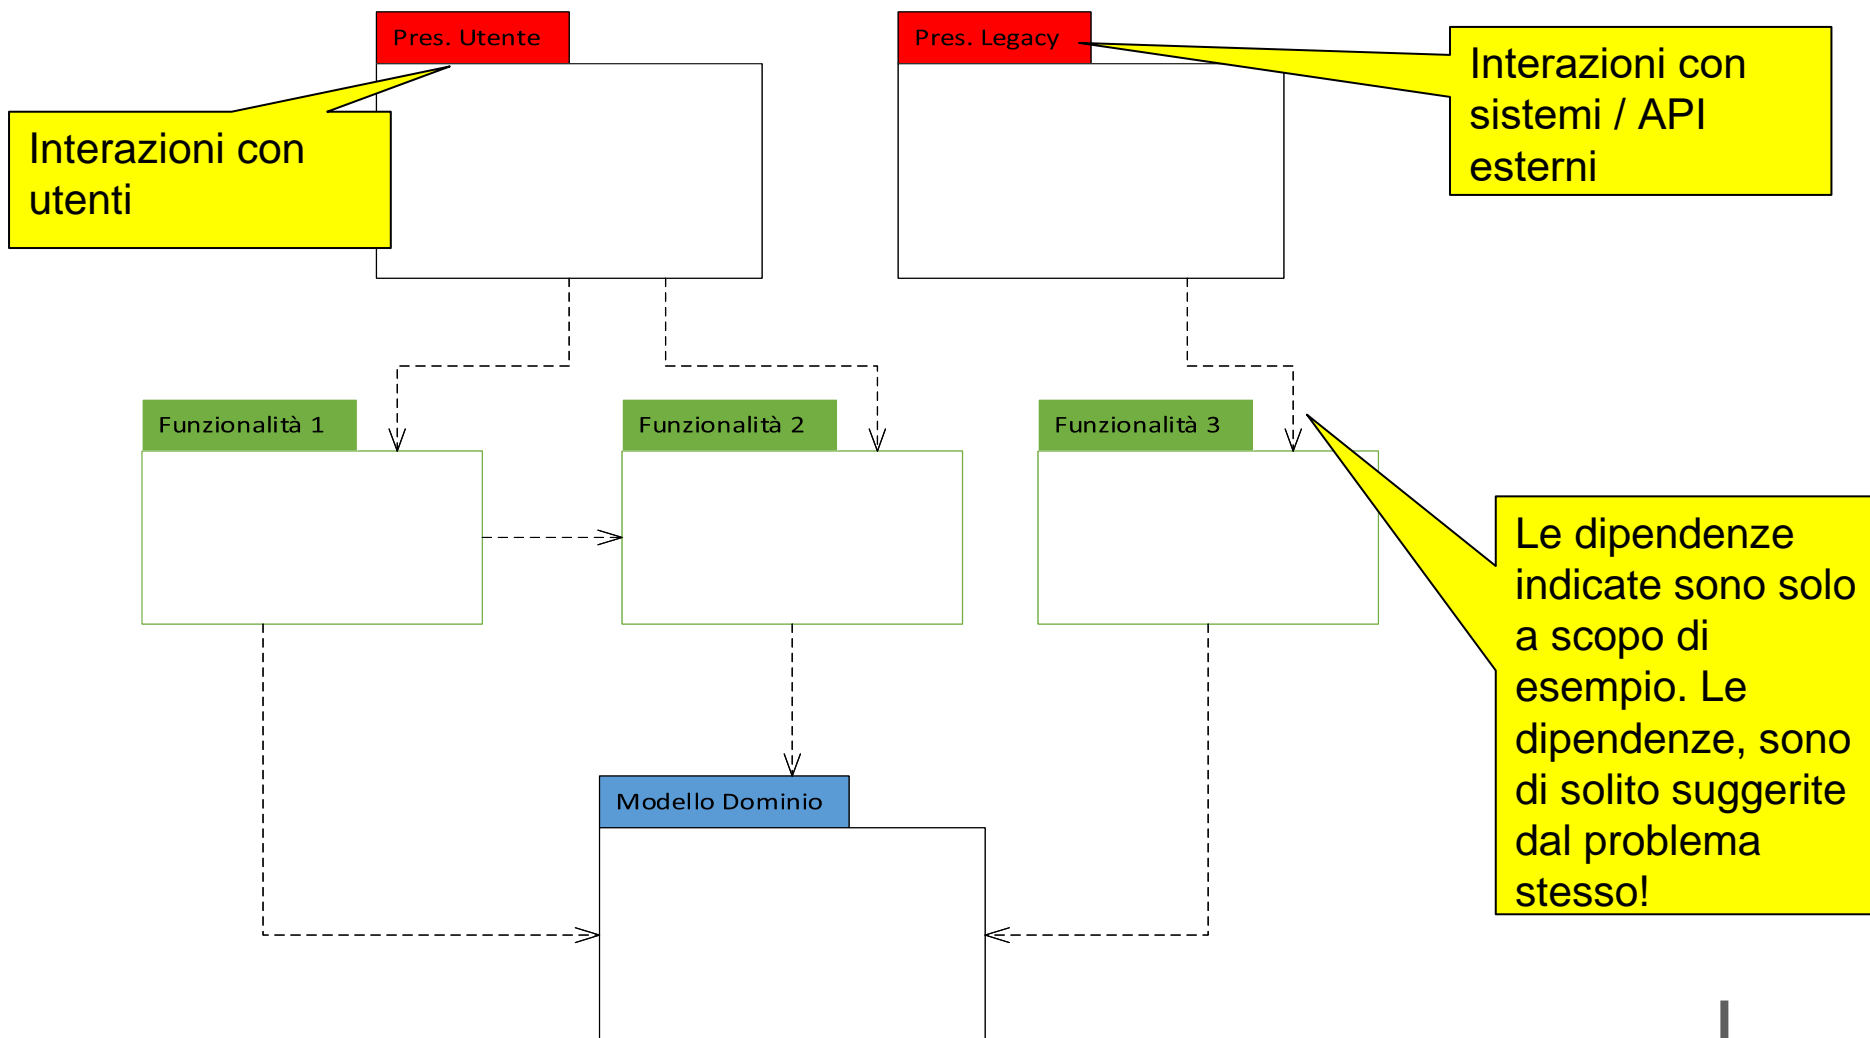 Pres. Utente
Pres. Legacy
Interazioni con
utenti
Interazioni con
sistemi / API
esterni
Funzionalità 1
Funzionalità 2
Funzionalità 3
Le dipendenze
indicate sono solo
a scopo di
esempio. Le
dipendenze, sono
di solito suggerite
dal problema
stesso!
Modello Dominio